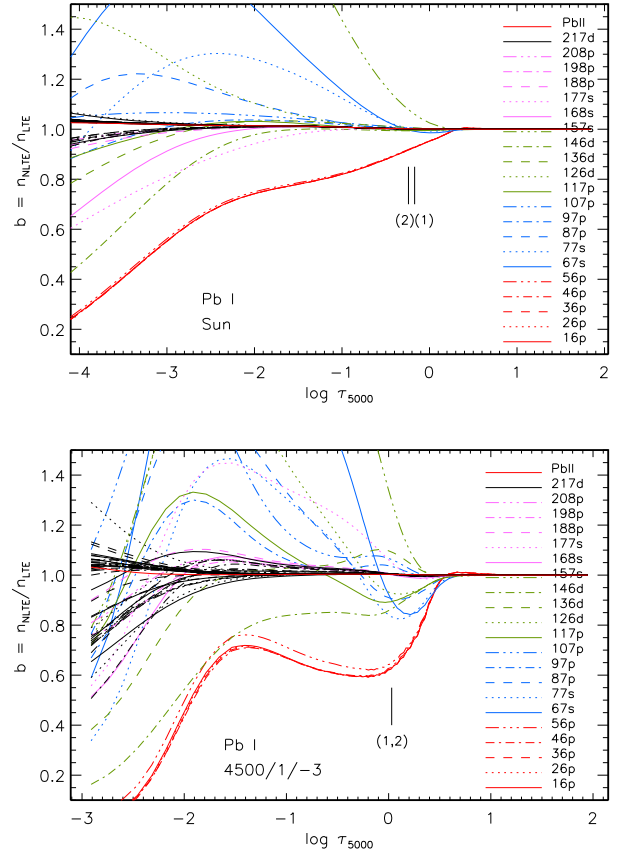 1.4
1.2
1.0
0.8
0.6
0.4
0.2
b = nNLTE/nLTE
(2)(1)
Pb I
Sun
PbII
217d
208p
198p
188p
177s
168s
157s
146d
136d
126d
117p
107p
97p
87p
77s
67s
56p
46p
36p
26p
16p
−4
−3
−2
−1
0
1
2
log τ5000
1.4
1.2
1.0
0.8
0.6
0.4
0.2
b = nNLTE/nLTE
(1,2)
Pb I
4500/1/−3
PbII
217d
208p
198p
188p
177s
168s
157s
146d
136d
126d
117p
107p
97p
87p
77s
67s
56p
46p
36p
26p
16p
−3
−2
−1
0
1
2
log τ5000